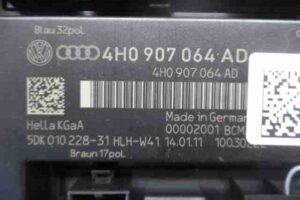 Blau 32pol.
4H0 907 064 AD
4H0 907 064 AD
Made in German
Hella KGaA
00002001 BCM
5DK 010 228-31 HLH-W41 14.01.11
Braun 17pol.